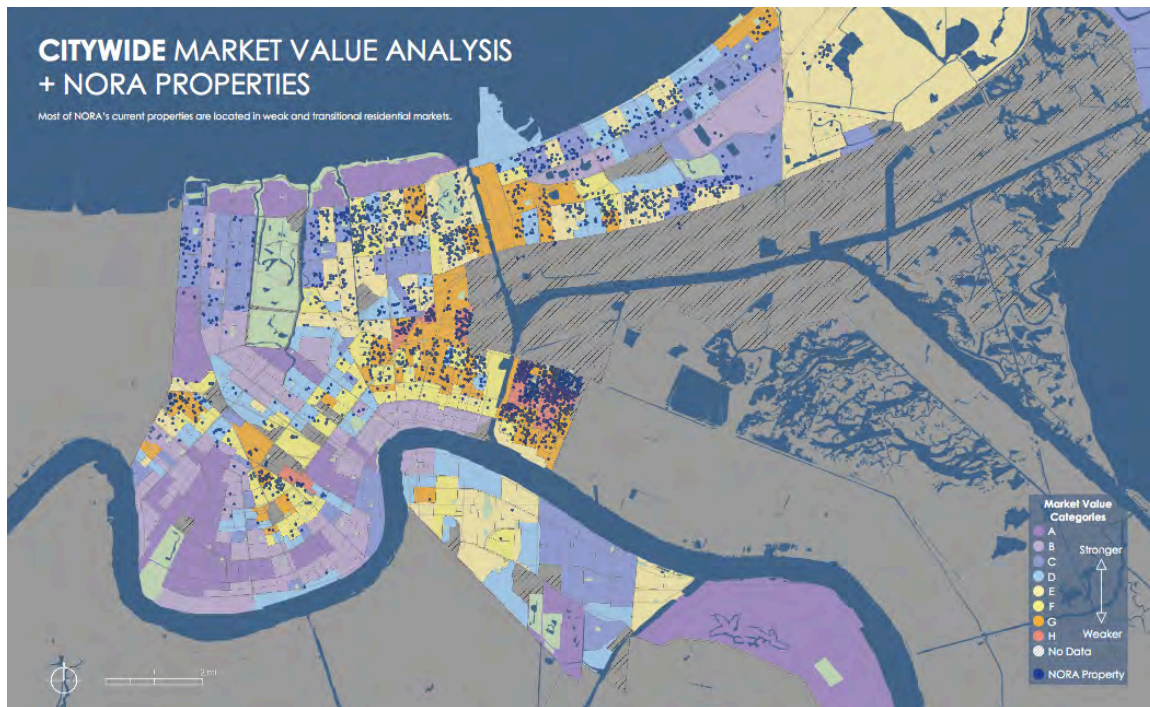 CITYWIDE MARKET VALUE ANALYSIS
+ NORA PROPERTIES
Most of NORA's current properties are located in weak and transitional residential markets.
Market Value
Categories
A
B
C
D
E
F
G
H
No Data
NORA Property
Stronger
Weaker
1
2 mi